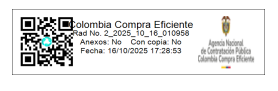 Colombia Compra Eficiente
Rad No. 2_2025_10_16_010958
Anexos: No Con copia: No
Fecha: 16/10/2025 17:28:53
Agencia Nacional
de Contratación Pública
Colombia Compra Eficiente